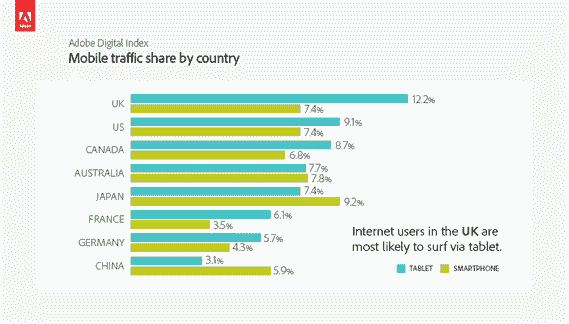 Adobe
Adobe Digital Index
Mobile traffic share by country
UK
12.2%
7.4%
US
9.1%
7.4%
CANADA
8.7%
6.8%
AUSTRALIA
7.7%
7.8%
JAPAN
7.4%
9.2%
FRANCE
6.1%
3.5%
GERMANY
5.7%
4.3%
CHINA
3.1%
5.9%
Internet users in the UK are
most likely to surf via tablet.
TABLET SMARTPHONE